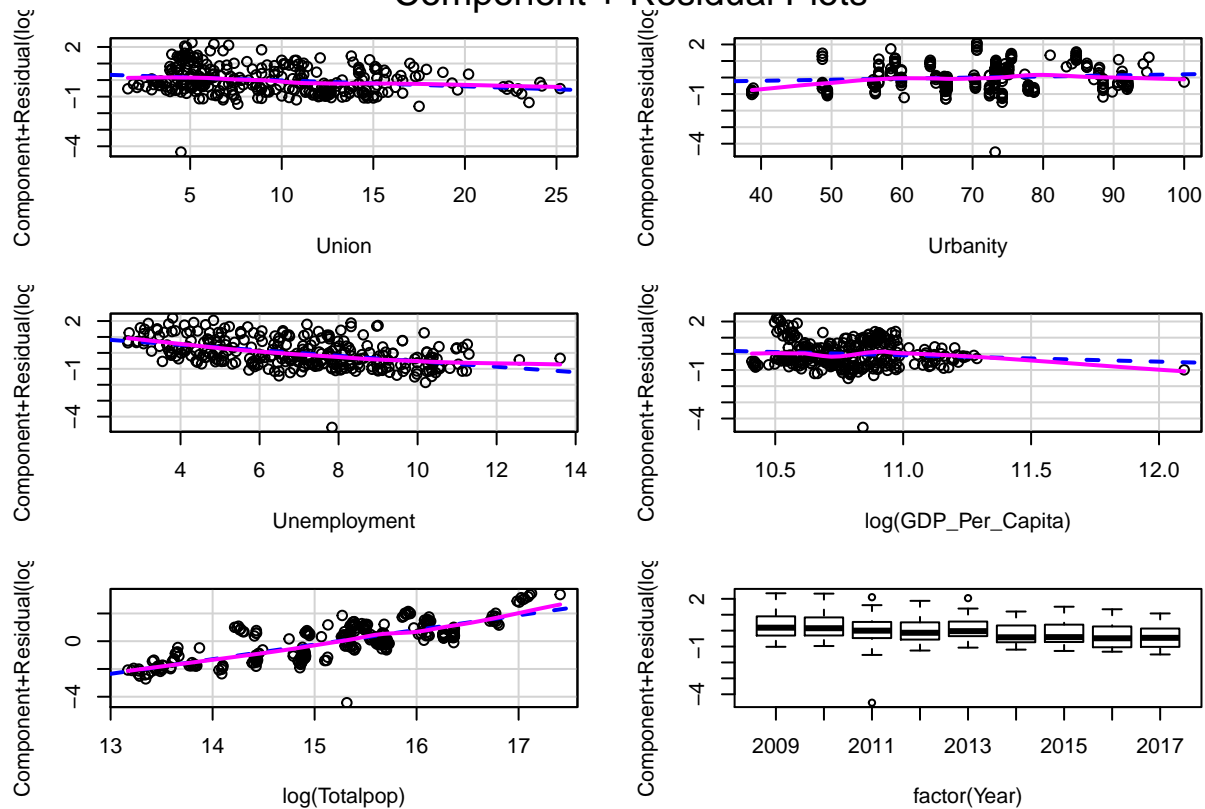 Component + Residual Plots
Component+Residual(log
2
-1
-4
5 10 15 20 25
Union
Component+Residual(log
2
-1
-4
40 50 60 70 80 90 100
Urbanity
Component+Residual(log
2
-1
-4
4 6 8 10 12 14
Unemployment
Component+Residual(log
2
-1
-4
10.5 11.0 11.5 12.0
log(GDP_Per_Capita)
Component+Residual(log
0
-4
13 14 15 16 17
log(Totalpop)
Component+Residual(log
2
-1
-4
2009 2011 2013 2015 2017
factor(Year)